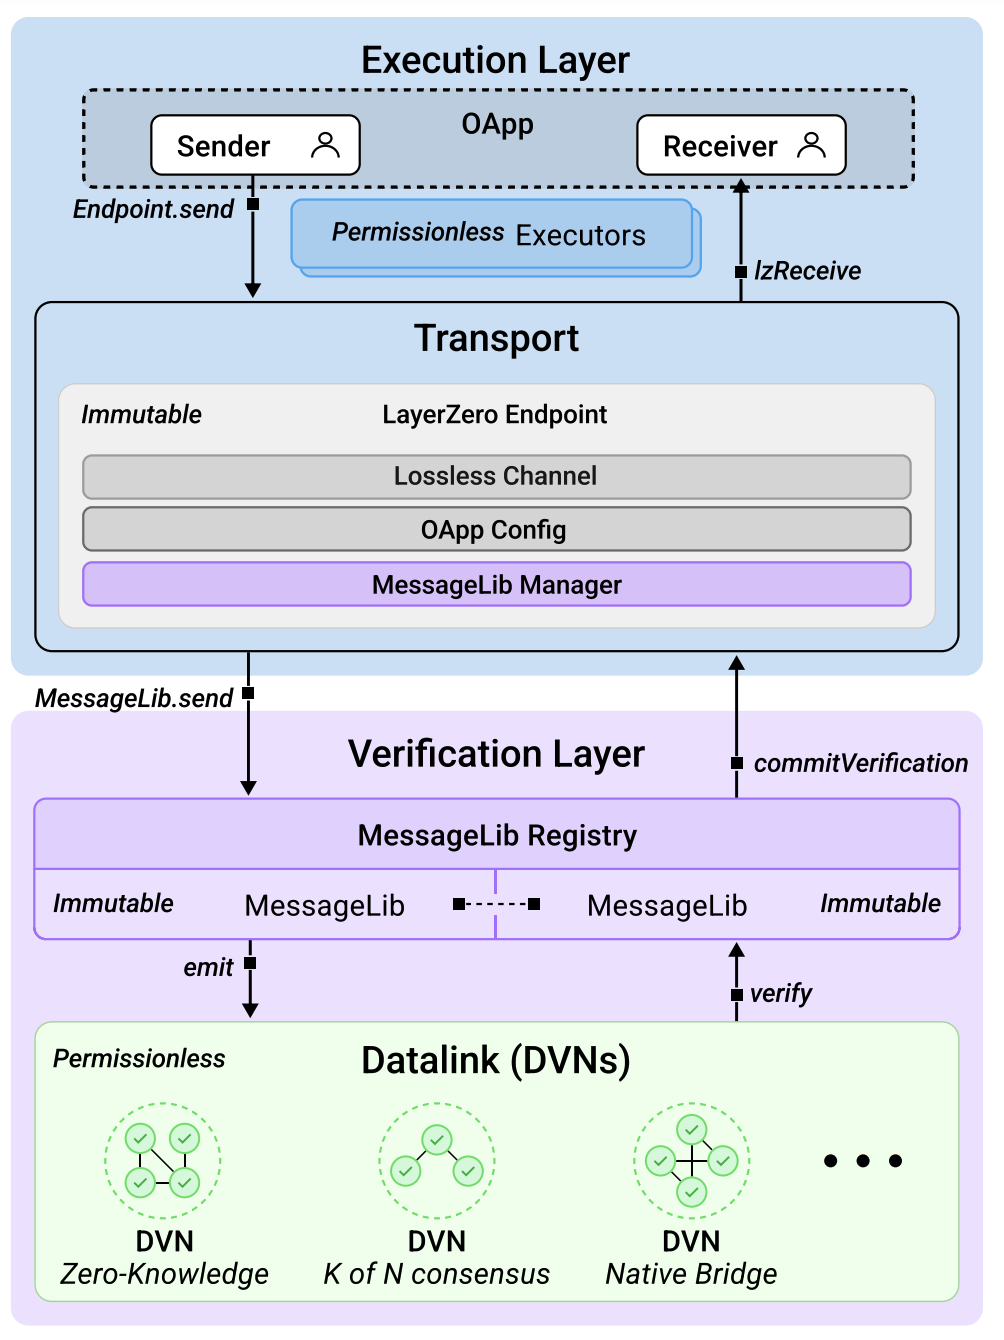 Execution Layer
OApp
Sender
Receiver
Endpoint.send
Permissionless Executors
lzReceive
Transport
Immutable
LayerZero Endpoint
Lossless Channel
OApp Config
MessageLib Manager
MessageLib.send
Verification Layer
commitVerification
MessageLib Registry
Immutable
MessageLib
MessageLib
Immutable
emit
verify
Permissionless
Datalink (DVNs)
DVN
Zero-Knowledge
DVN
K of N consensus
DVN
Native Bridge